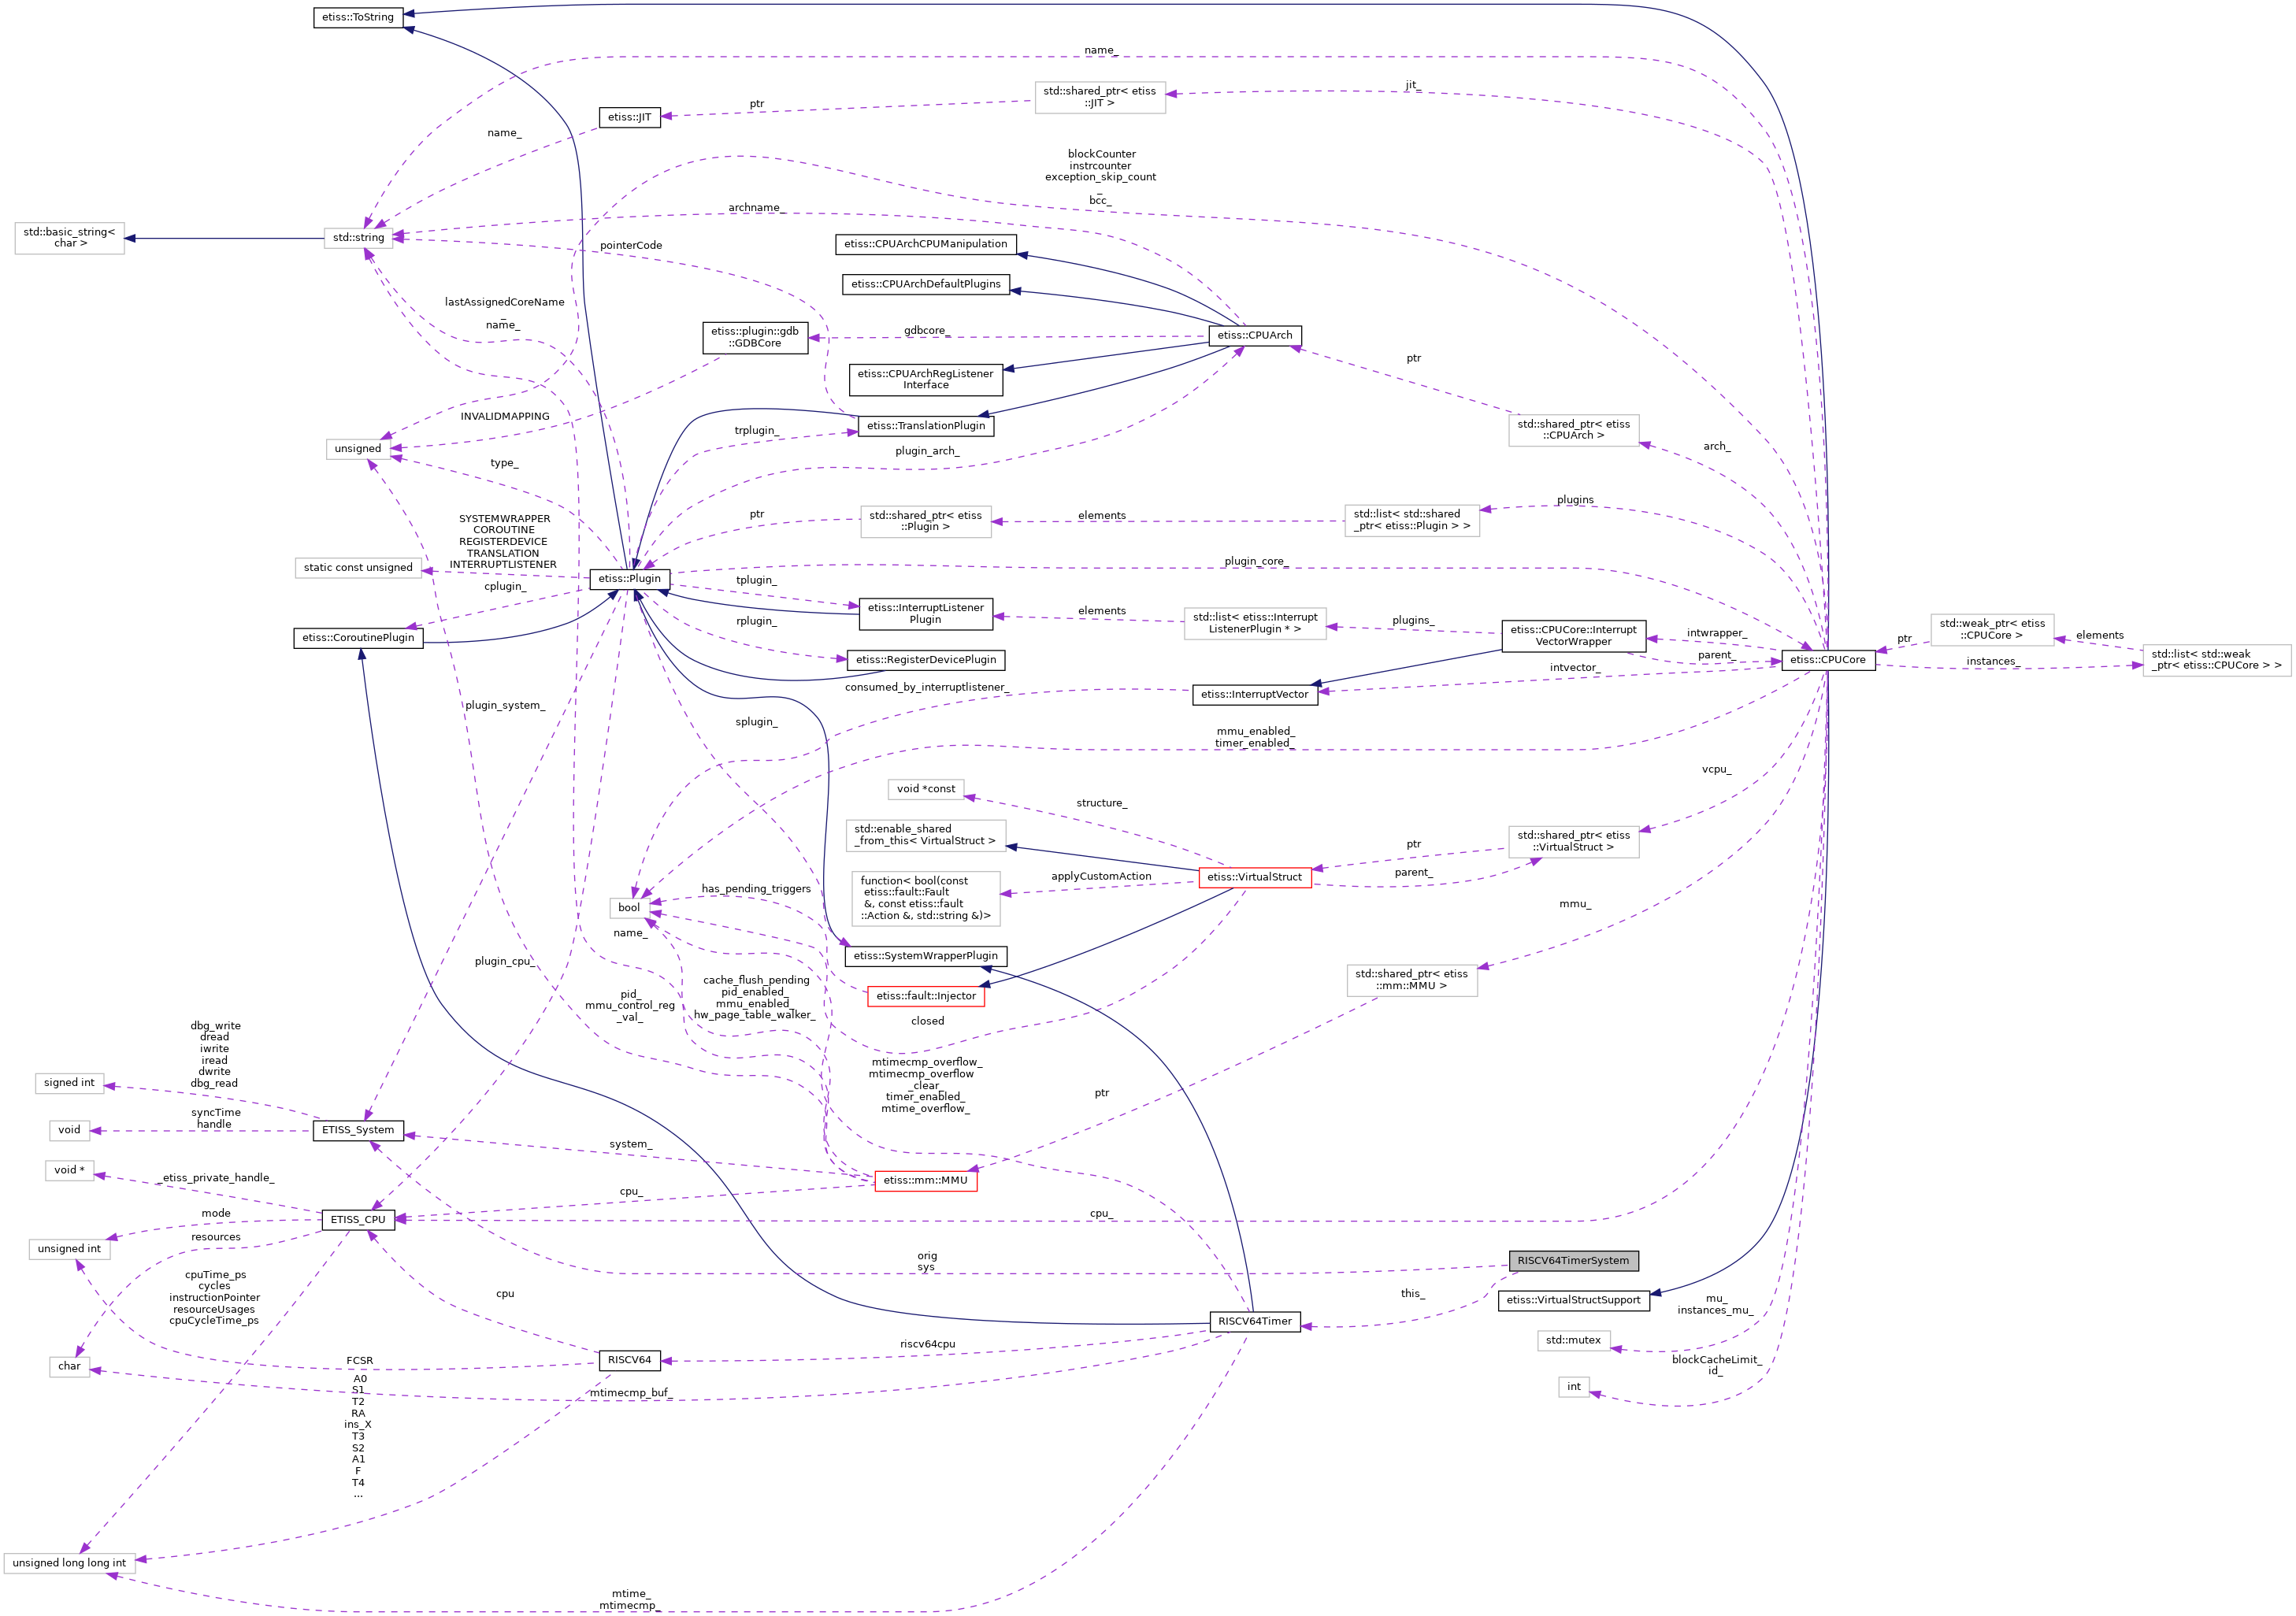 etiss::ToString
name_
jit_
std::shared_ptr< etiss
::JIT >
ptr
etiss::JIT
name_
blockCounter
instrcounter
exception_skip_count
_
bcc_
archname_
std::basic_string<
char >
std::string
pointerCode
etiss::CPUArchCPUManipulation
etiss::CPUArchDefaultPlugins
lastAssignedCoreName
_
name_
etiss::plugin::gdb
::GDBCore
gdbcore_
etiss::CPUArch
ptr
etiss::CPUArchRegListener
Interface
INVALIDMAPPING
etiss::TranslationPlugin
std::shared_ptr< etiss
::CPUArch >
arch_
trplugin_
plugin_arch_
unsigned
type_
plugins
std::list< std::shared
_ptr< etiss::Plugin > >
elements
std::shared_ptr< etiss
::Plugin >
ptr
SYSTEMWRAPPER
COROUTINE
REGISTERDEVICE
TRANSLATION
INTERRUPTLISTENER
static const unsigned
etiss::Plugin
plugin_core_
tplugin_
cplugin_
etiss::InterruptListener
Plugin
elements
std::list< etiss::Interrupt
ListenerPlugin * >
plugins_
etiss::CPUCore::Interrupt
VectorWrapper
intwrapper_
parent_
etiss::CPUCore
ptr_
std::weak_ptr< etiss
::CPUCore >
elements
instances_
std::list< std::weak
_ptr< etiss::CPUCore > >
etiss::CoroutinePlugin
rplugin_
etiss::RegisterDevicePlugin
intvector_
consumed_by_interruptlistener_
etiss::InterruptVector
plugin_system_
splugin_
mmu_enabled_
timer_enabled_
vcpu_
void *const
structure_
std::enable_shared
_from_this< VirtualStruct >
std::shared_ptr< etiss
::VirtualStruct >
ptr
parent_
etiss::VirtualStruct
applyCustomAction
function< bool(const
etiss::fault::Fault
&, const etiss::fault
::Action &, std::string &)>
has_pending_triggers
bool
name_
mmu_
plugin_cpu_
etiss::SystemWrapperPlugin
std::shared_ptr< etiss
::mm::MMU >
cache_flush_pending
pid_enabled_
mmu_enabled_
hw_page_table_walker_
pid_
mmu_control_reg
_val_
etiss::fault::Injector
closed
dbg_write
dread
iwrite
iread
dwrite
dbg_read
signed int
mtimecmp_overflow_
mtimecmp_overflow
_clear_
timer_enabled_
mtime_overflow_
ptr
syncTime
handle
void
ETISS_System
system_
void *
_etiss_private_handle_
etiss::mm::MMU
cpu_
mode
ETISS_CPU
cpu_
resources
unsigned int
orig
sys
RISCV64TimerSystem
cpuTime_ps
cycles
instructionPointer
resourceUsages
cpuCycleTime_ps
cpu
this_
etiss::VirtualStructSupport
mu_
instances_mu_
RISCV64Timer
std::mutex
riscv64cpu
char
FCSR
RISCV64
blockCacheLimit_
id_
int
A0
S1
T2
RA
ins_X
T3
S2
A1
F
T4
...
mtimecmp_buf_
unsigned long long int
mtime_
mtimecmp_